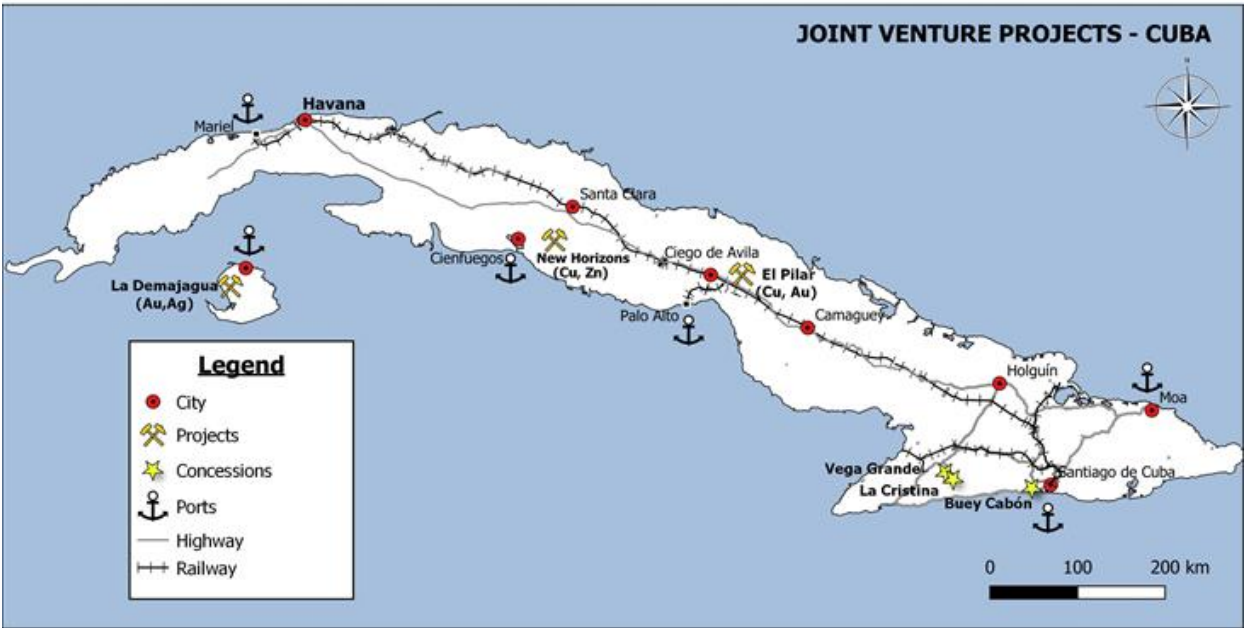 JOINT VENTURE PROJECTS - CUBA
N
Havana
Mariel
Santa Clara
Cienfuegos
New Horizons
(Cu, Zn)
Ciego de Avila
El Pilar
(Cu, Au)
La Demajagua
(Au,Ag)
Palo Alto
Camaguey
Holguín
Moa
Vega Grande
La Cristina
Buey Cabón
Santiago de Cuba
Legend
City
Projects
Concessions
Ports
Highway
Railway
0 100 200 km